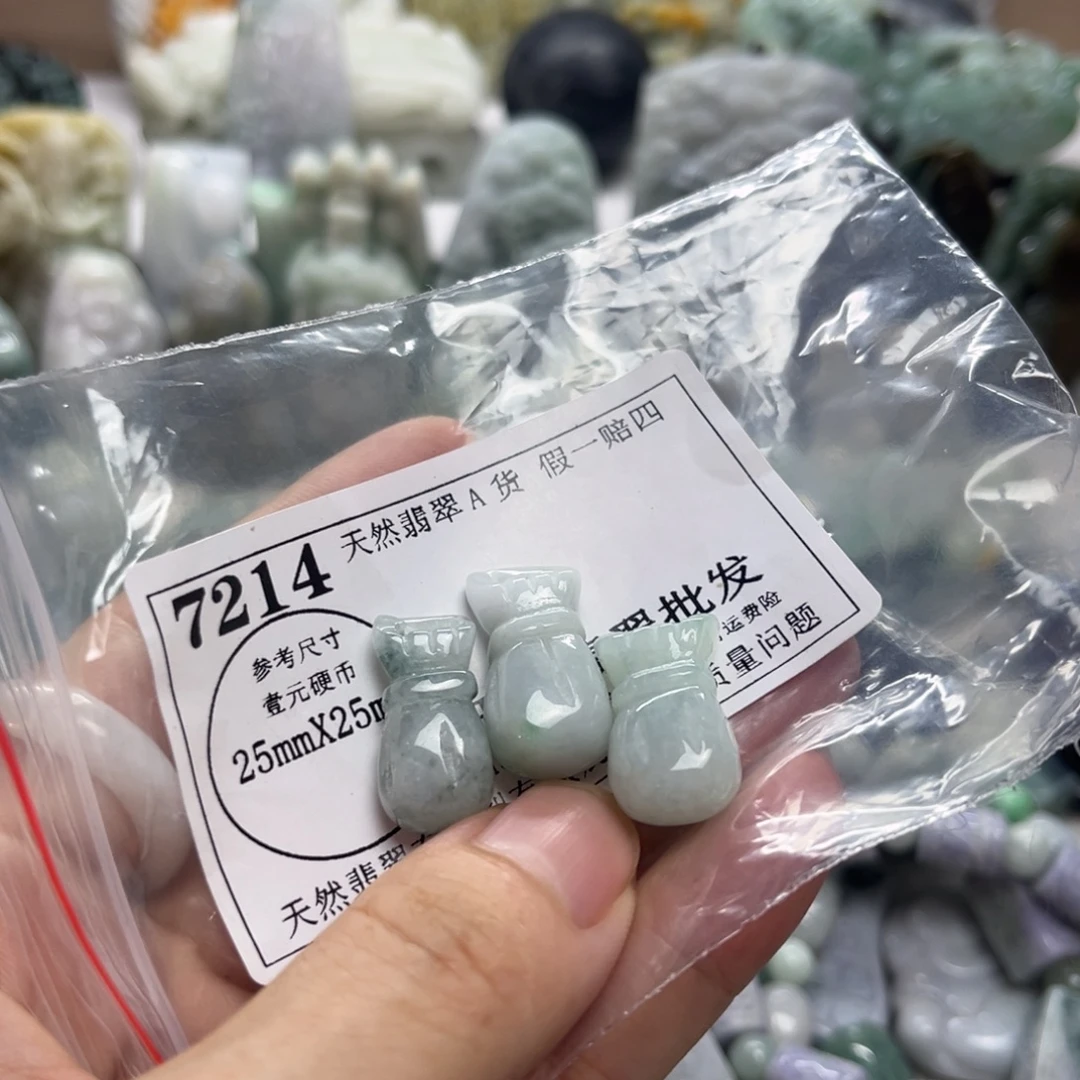 天然翡翠A货 假一赔四
7214
参考尺寸
壹元硬币
25mmX25m
翠批发
运费险
质量问题
天然翡翠